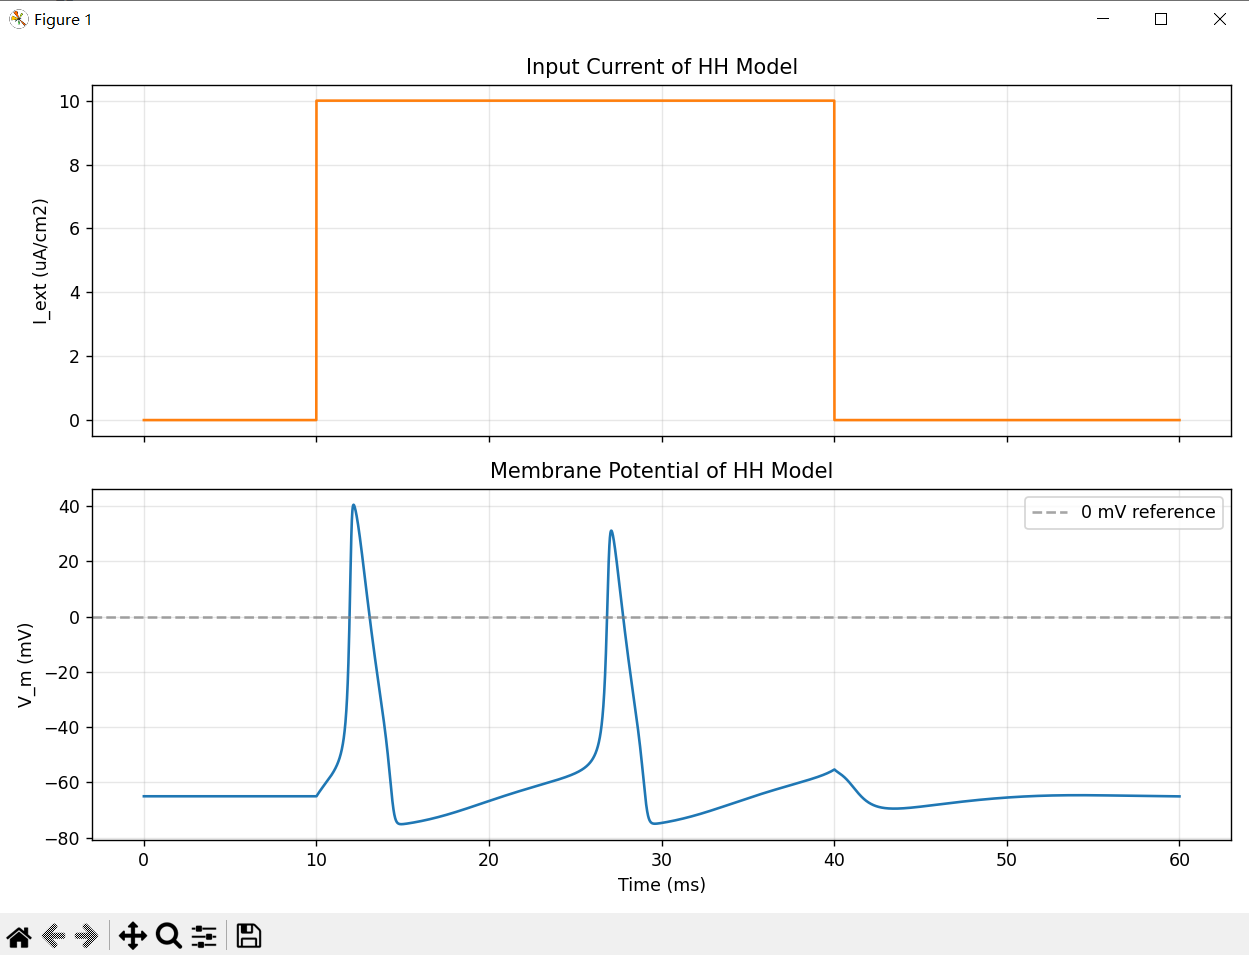 Figure 1
Input Current of HH Model
I_ext (uA/cm2)
10
8
6
4
2
0
Membrane Potential of HH Model
V_m (mV)
40
20
0
−20
−40
−60
−80
0 mV reference
0 10 20 30 40 50 60
Time (ms)